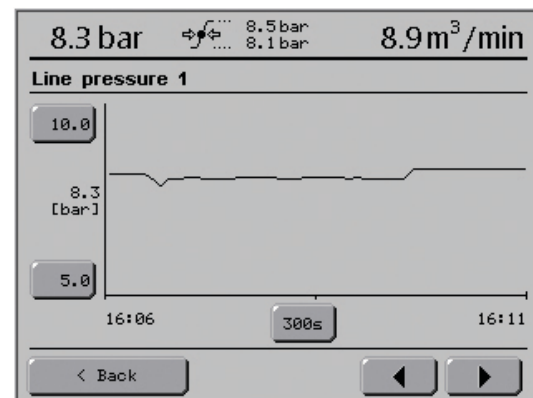 8.3 bar 8.5 bar 8.9 m³/min
8.1 bar
Line pressure 1
10.0
8.3
[bar]
5.0
16:06 300s 16:11
< Back